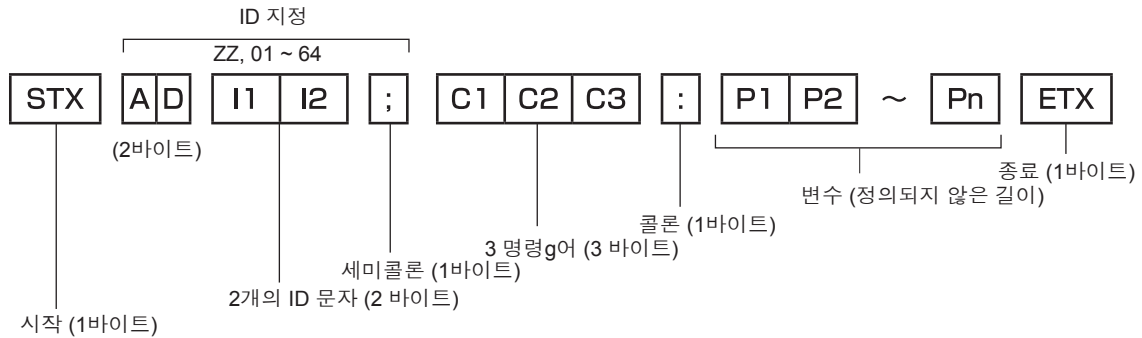 ID 지정
ZZ, 01 ~ 64
STX A D I1 I2 ; C1 C2 C3 : P1 P2 ~ Pn ETX
(2바이트)
종료 (1바이트)
변수 (정의되지 않은 길이)
콜론 (1바이트)
3 명령g어 (3 바이트)
세미콜론 (1바이트)
2개의 ID 문자 (2 바이트)
시작 (1바이트)